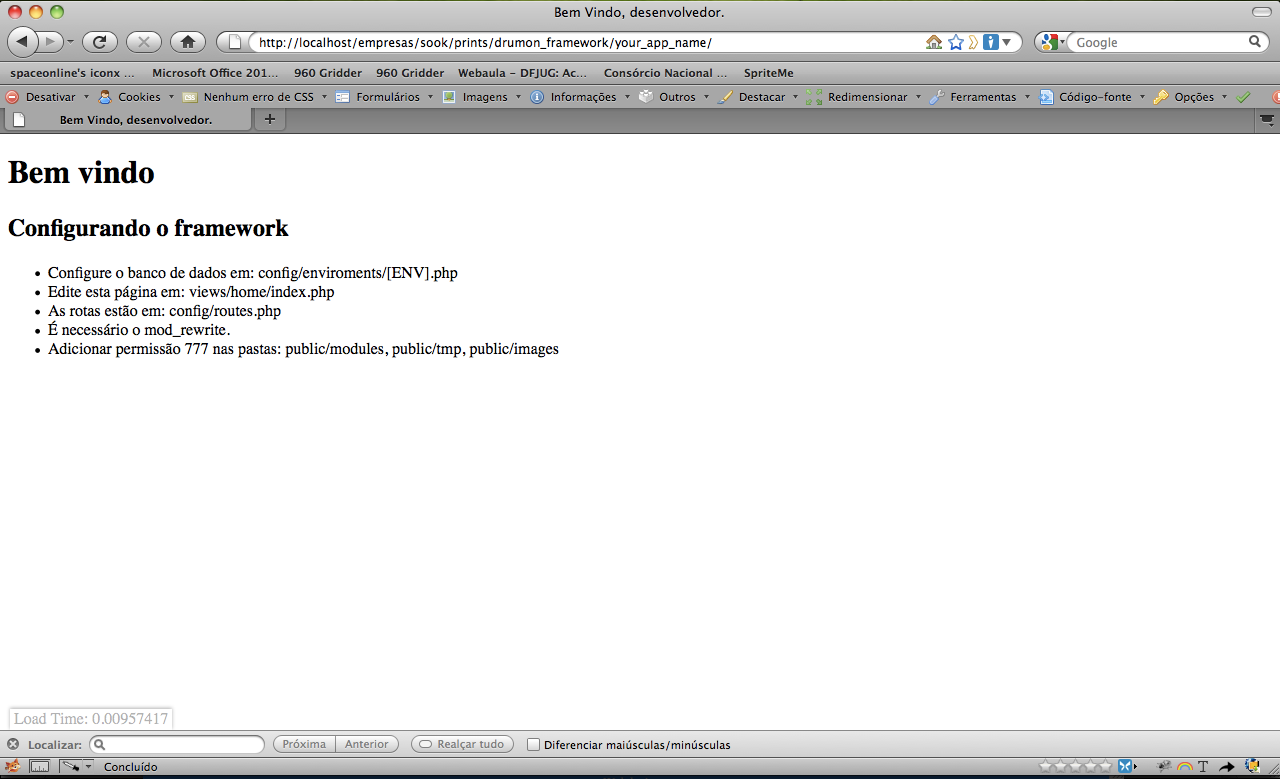 Bem Vindo, desenvolvedor.
http://localhost/empresas/sook/prints/drumon_framework/your_app_name/
Google
spaceonline's iconx ... Microsoft Office 201... 960 Gridder 960 Gridder Webaula – DFJUG: Ac... Consórcio Nacional ... SpriteMe
Desativar Cookies css Nenhum erro de CSS Formulários Imagens Informações Outros Destacar Redimensionar Ferramentas Código-fonte Opções
Bem Vindo, desenvolvedor.
Bem vindo
Configurando o framework
• Configure o banco de dados em: config/enviroments/[ENV].php
• Edite esta página em: views/home/index.php
• As rotas estão em: config/routes.php
• É necessário o mod_rewrite.
• Adicionar permissão 777 nas pastas: public/modules, public/tmp, public/images
Load Time: 0.00957417
Localizar: Próxima Anterior Realçar tudo Diferenciar maiúsculas/minúsculas
Concluído